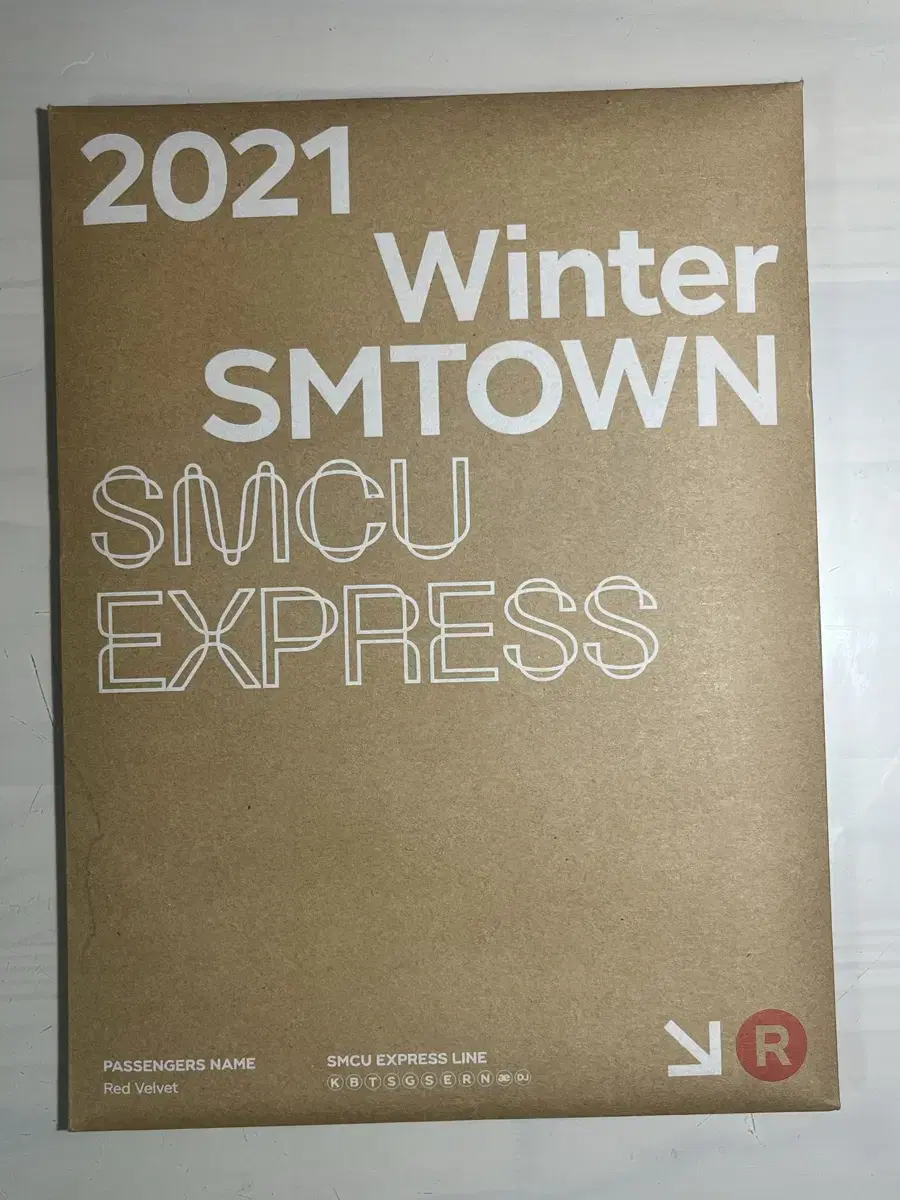 2021
Winter
SMTOWN
SMCU
EXPRESS
PASSENGERS NAME
Red Velvet
SMCU EXPRESS LINE
K B T S G S E R N æ DJ
R